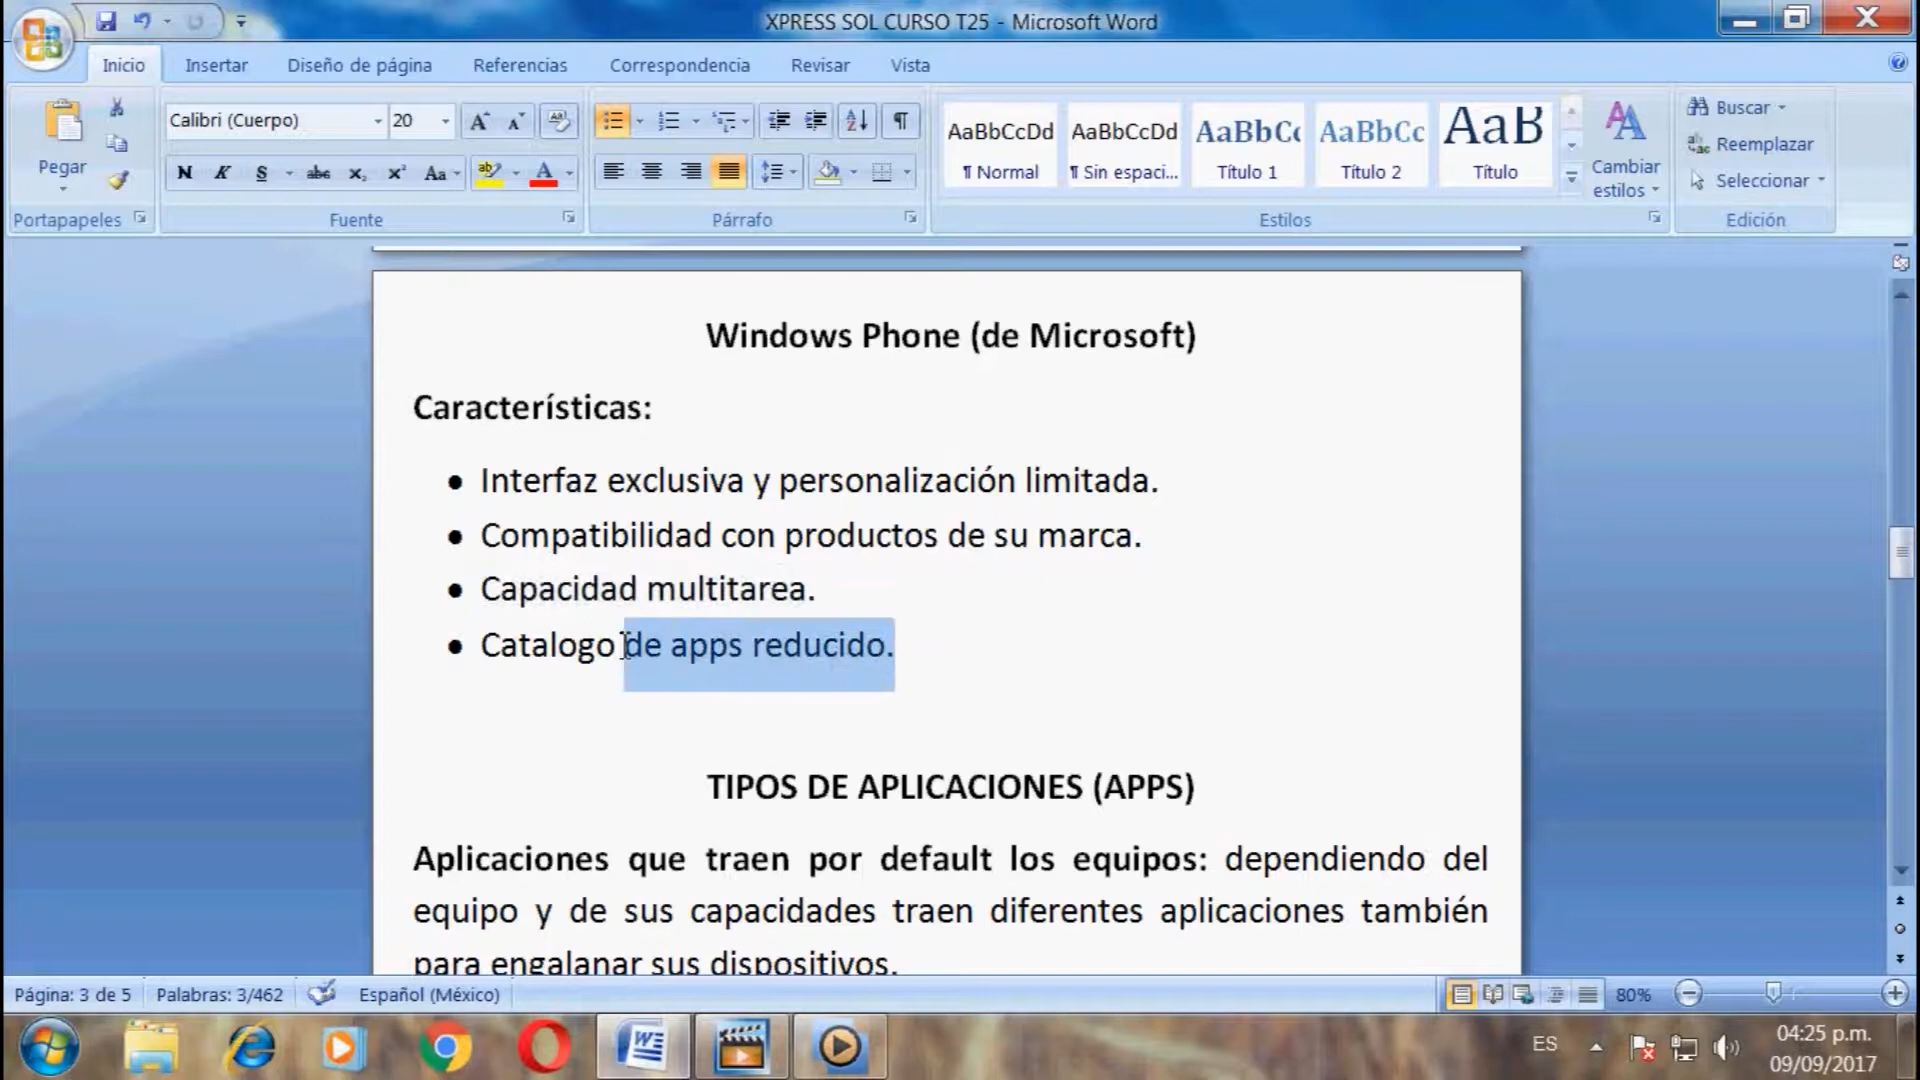 XPRESS SOL CURSO T25 - Microsoft Word
Inicio Insertar Diseño de página Referencias Correspondencia Revisar Vista
Calibri (Cuerpo) 20
Pegar
N K S abc x₂ x² Aa ab A
AaBbCcDd AaBbCcDd AaBbCc AaBbCc AaB
¶ Normal ¶ Sin espaci... Título 1 Título 2 Título
Cambiar estilos
Buscar
Reemplazar
Seleccionar
Portapapeles Fuente Párrafo Estilos Edición
Windows Phone (de Microsoft)
Características:
• Interfaz exclusiva y personalización limitada.
• Compatibilidad con productos de su marca.
• Capacidad multitarea.
• Catalogo de apps reducido.
TIPOS DE APLICACIONES (APPS)
Aplicaciones que traen por default los equipos: dependiendo del
equipo y de sus capacidades traen diferentes aplicaciones también
para engalanar sus dispositivos.
Página: 3 de 5 Palabras: 3/462 Español (México) 80%
ES 04:25 p.m.
09/09/2017